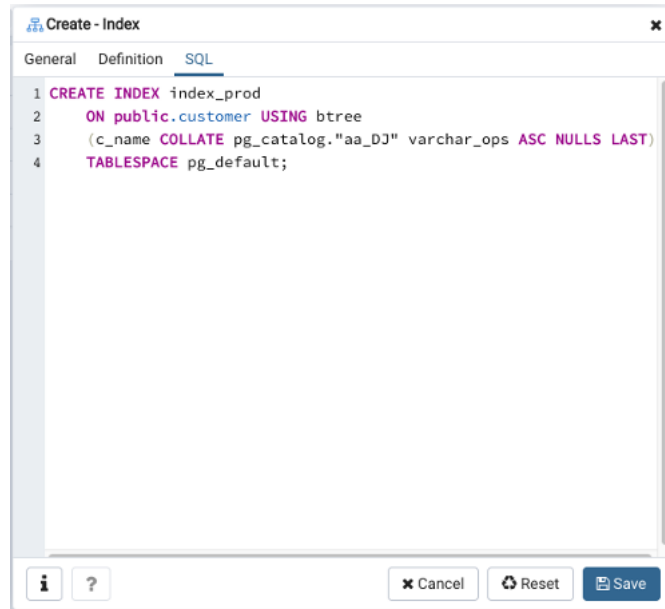 Create - Index
General Definition SQL
1 CREATE INDEX index_prod
2 ON public.customer USING btree
3 (c_name COLLATE pg_catalog."aa_DJ" varchar_ops ASC NULLS LAST)
4 TABLESPACE pg_default;
i ? Cancel Reset Save